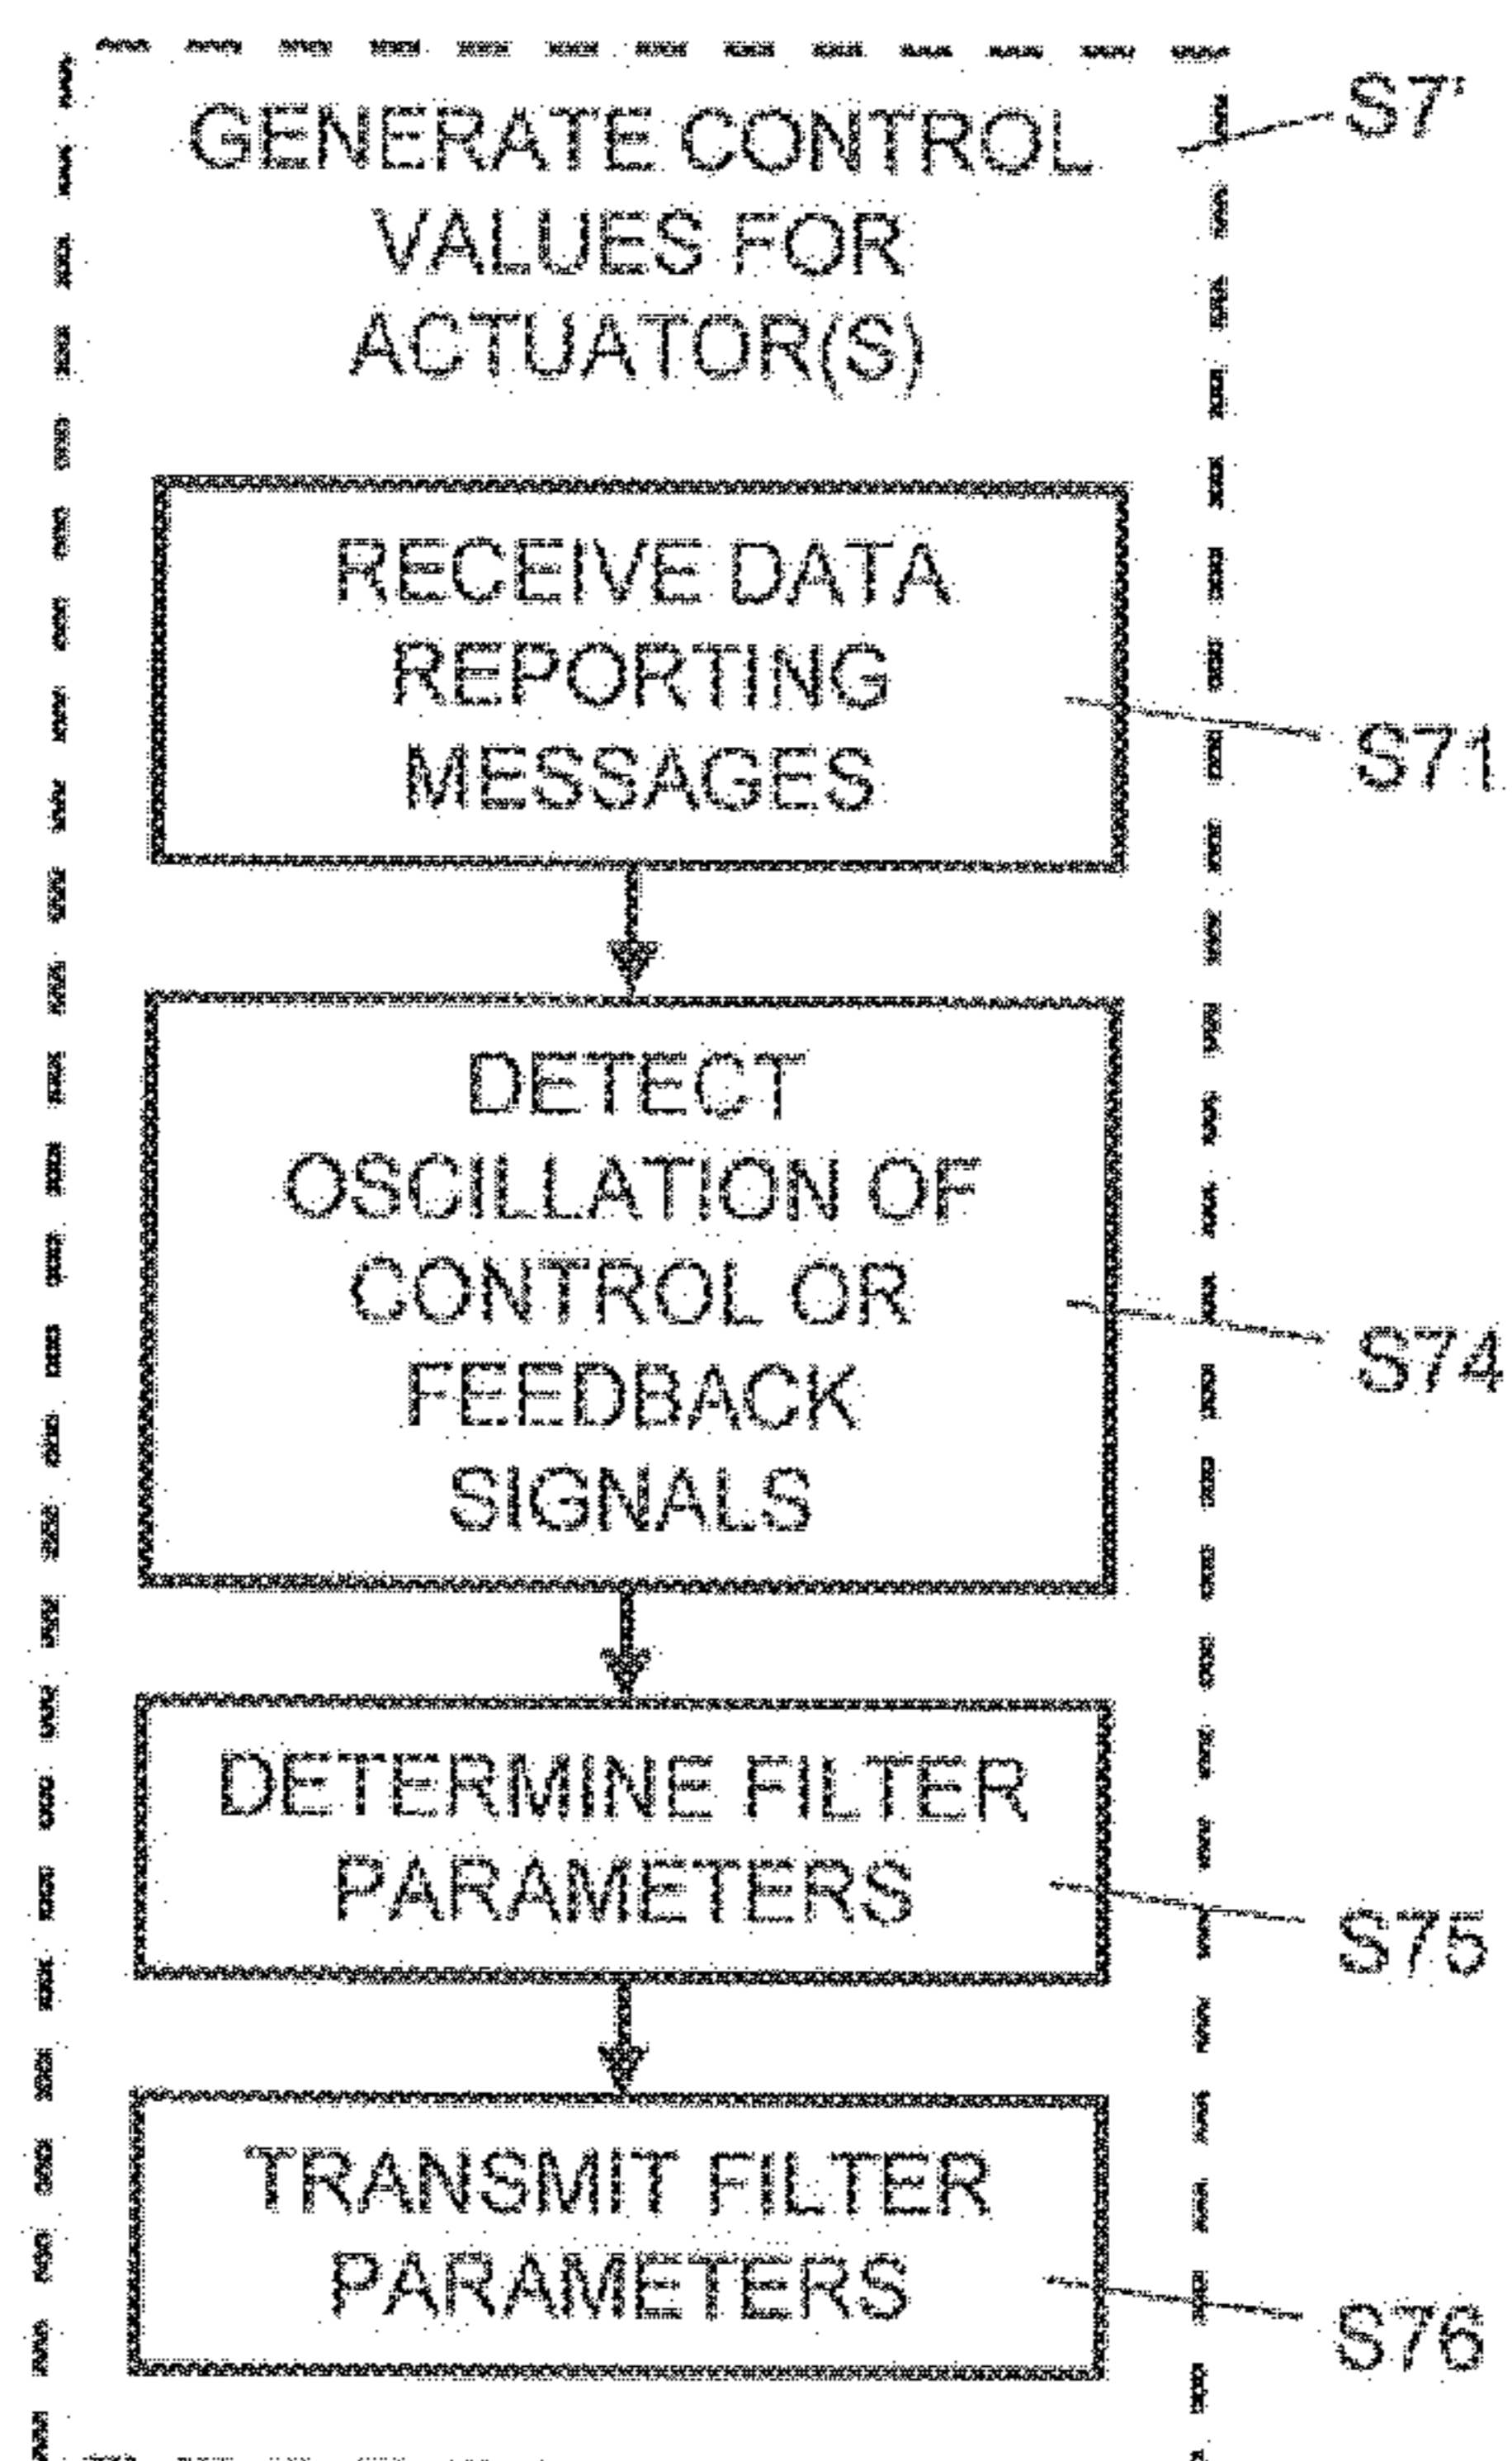 GENERATE CONTROL
VALUES FOR
ACTUATOR(S)
S7'
RECEIVE DATA
REPORTING
MESSAGES
S71
DETECT
OSCILLATION OF
CONTROL OR
FEEDBACK
SIGNALS
S74
DETERMINE FILTER
PARAMETERS
S75
TRANSMIT FILTER
PARAMETERS
S76